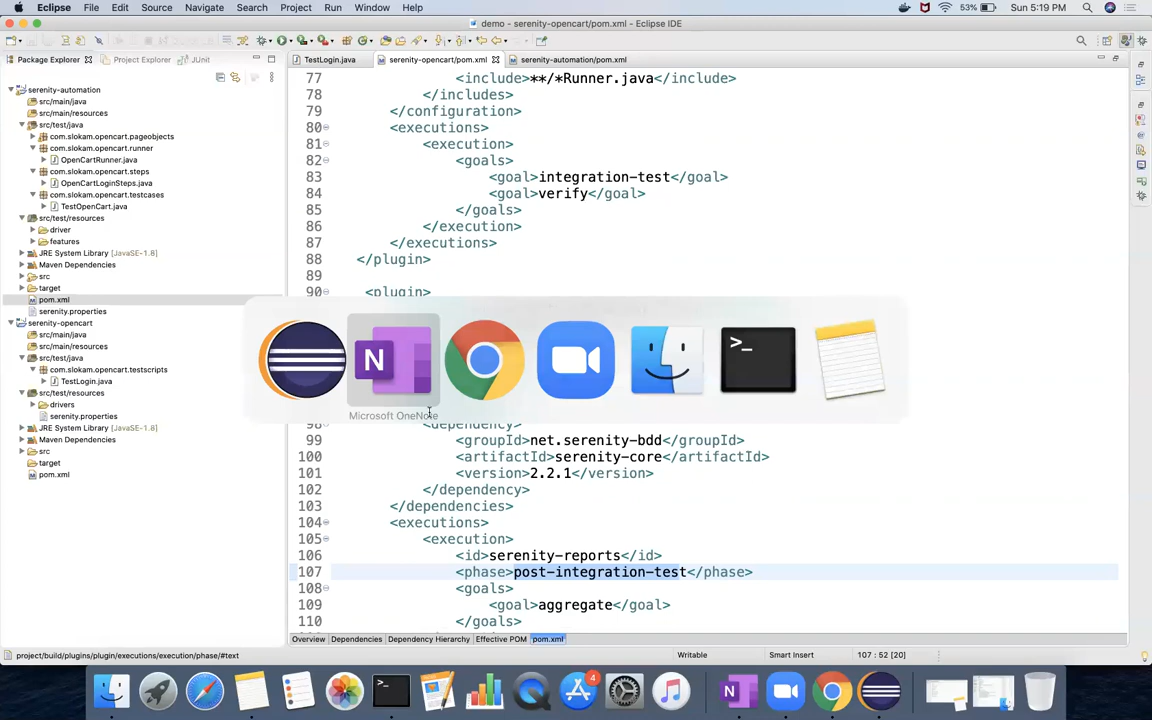 Eclipse File Edit Source Navigate Search Project Run Window Help 53% Sun 5:19 PM
demo - serenity-opencart/pom.xml - Eclipse IDE
Package Explorer Project Explorer JUnit
TestLogin.java serenity-opencart/pom.xml serenity-automation/pom.xml
serenity-automation
src/main/java
src/main/resources
src/test/java
com.slokam.opencart.pageobjects
com.slokam.opencart.runner
OpenCartRunner.java
com.slokam.opencart.steps
OpenCartLoginSteps.java
com.slokam.opencart.testcases
TestOpenCart.java
src/test/resources
driver
features
JRE System Library [JavaSE-1.8]
Maven Dependencies
src
target
pom.xml
serenity.properties
serenity-opencart
src/main/java
src/main/resources
src/test/java
com.slokam.opencart.testscripts
TestLogin.java
src/test/resources
drivers
serenity.properties
JRE System Library [JavaSE-1.8]
Maven Dependencies
src
target
pom.xml
77 <include>**/*Runner.java</include>
78 </includes>
79 </configuration>
80 <executions>
81 <execution>
82 <goals>
83 <goal>integration-test</goal>
84 <goal>verify</goal>
85 </goals>
86 </execution>
87 </executions>
88 </plugin>
89
90 <plugin>
N
>_
Microsoft OneNote
98 <dependency>
99 <groupId>net.serenity-bdd</groupId>
100 <artifactId>serenity-core</artifactId>
101 <version>2.2.1</version>
102 </dependency>
103 </dependencies>
104 <executions>
105 <execution>
106 <id>serenity-reports</id>
107 <phase>post-integration-test</phase>
108 <goals>
109 <goal>aggregate</goal>
110 </goals>
Overview Dependencies Dependency Hierarchy Effective POM pom.xml
project/build/plugins/plugin/executions/execution/phase/#text Writable Smart Insert 107 : 52 [20]
4